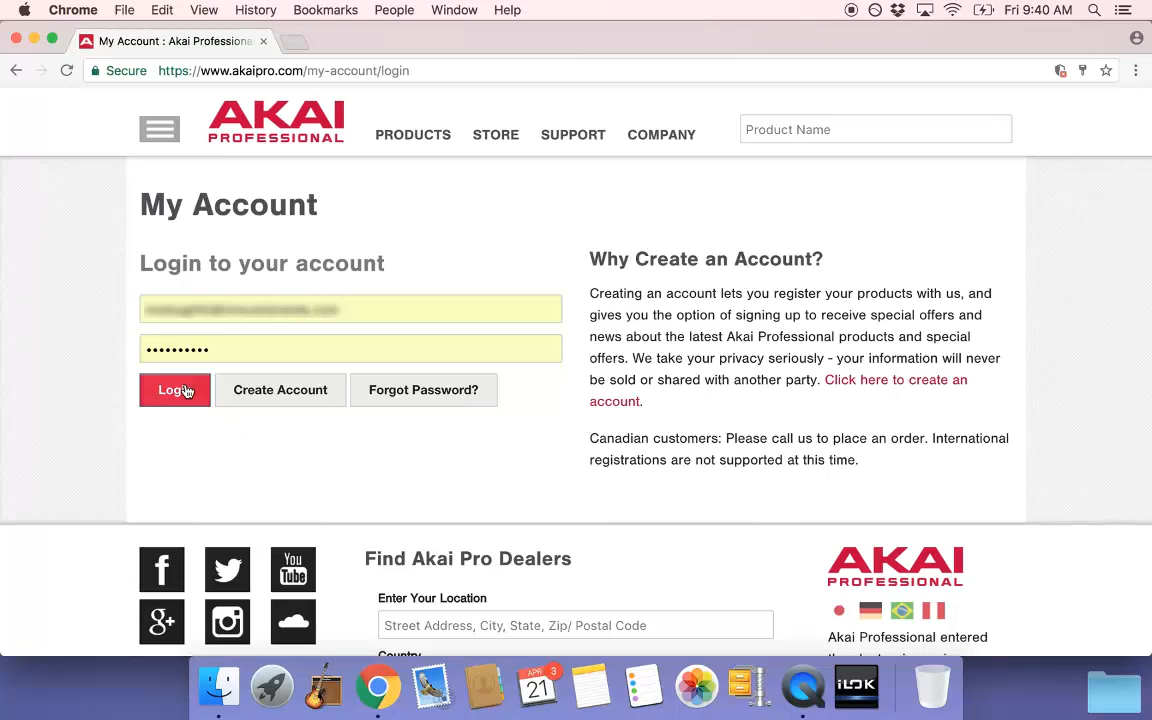 Chrome File Edit View History Bookmarks People Window Help Fri 9:40 AM
My Account : Akai Professional
Secure https://www.akaipro.com/my-account/login
AKAI
PROFESSIONAL
PRODUCTS STORE SUPPORT COMPANY
Product Name
My Account
Login to your account
Login Create Account Forgot Password?
Why Create an Account?
Creating an account lets you register your products with us, and
gives you the option of signing up to receive special offers and
news about the latest Akai Professional products and special
offers. We take your privacy seriously - your information will never
be sold or shared with another party. Click here to create an
account.
Canadian customers: Please call us to place an order. International
registrations are not supported at this time.
f
You
Tube
g+
Find Akai Pro Dealers
Enter Your Location
Street Address, City, State, Zip/ Postal Code
Country
AKAI
PROFESSIONAL
Akai Professional entered
APR 3
21
iLOK